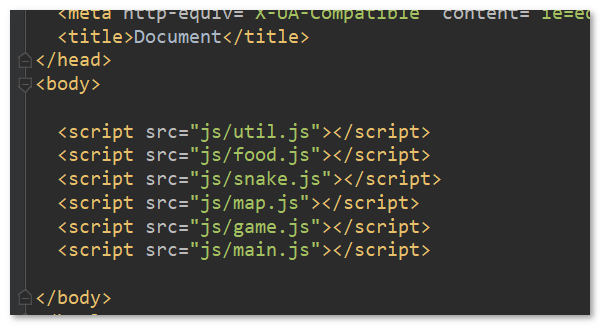 <meta http-equiv="X-UA-Compatible" content="ie=ed
<title>Document</title>
</head>
<body>
<script src="js/util.js"></script>
<script src="js/food.js"></script>
<script src="js/snake.js"></script>
<script src="js/map.js"></script>
<script src="js/game.js"></script>
<script src="js/main.js"></script>
</body>